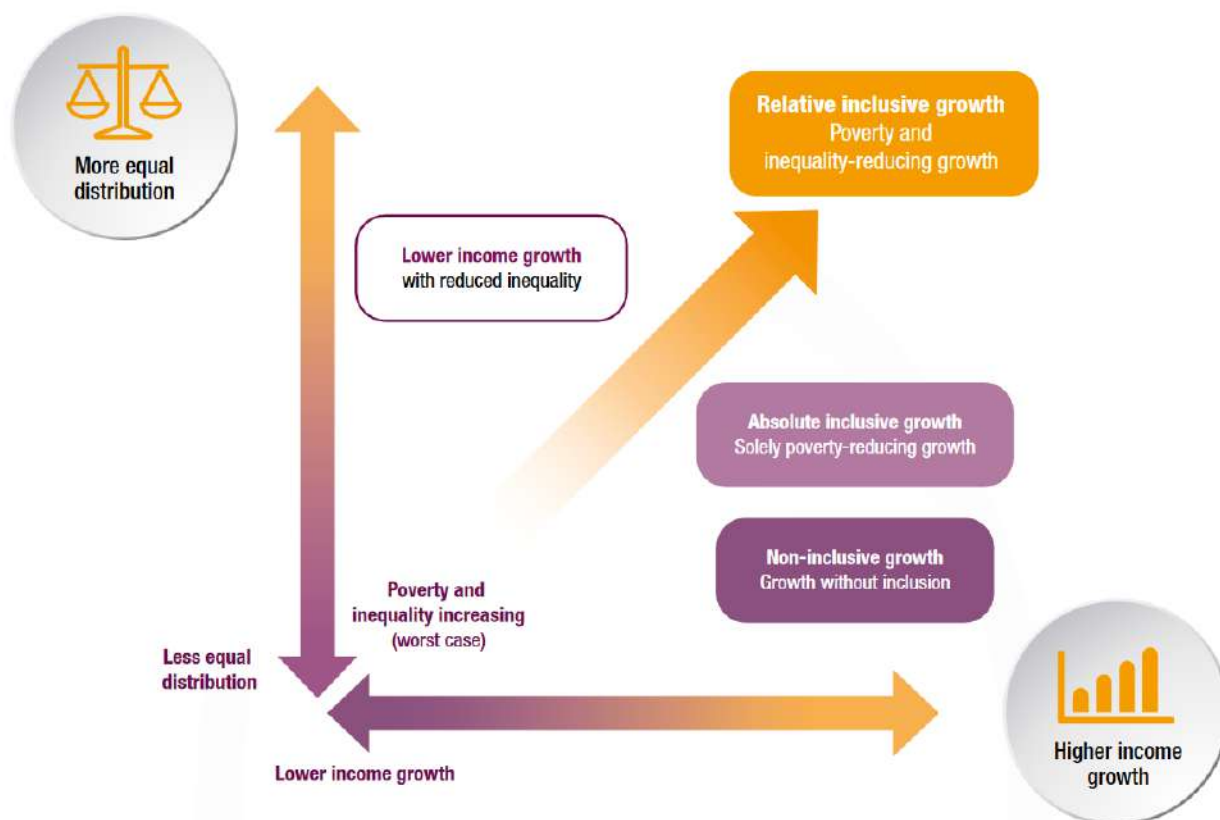 More equal
distribution
Relative inclusive growth
Poverty and
inequality-reducing growth
Lower income growth
with reduced inequality
Absolute inclusive growth
Solely poverty-reducing growth
Non-inclusive growth
Growth without inclusion
Poverty and
inequality increasing
(worst case)
Less equal
distribution
Lower income growth
Higher income
growth